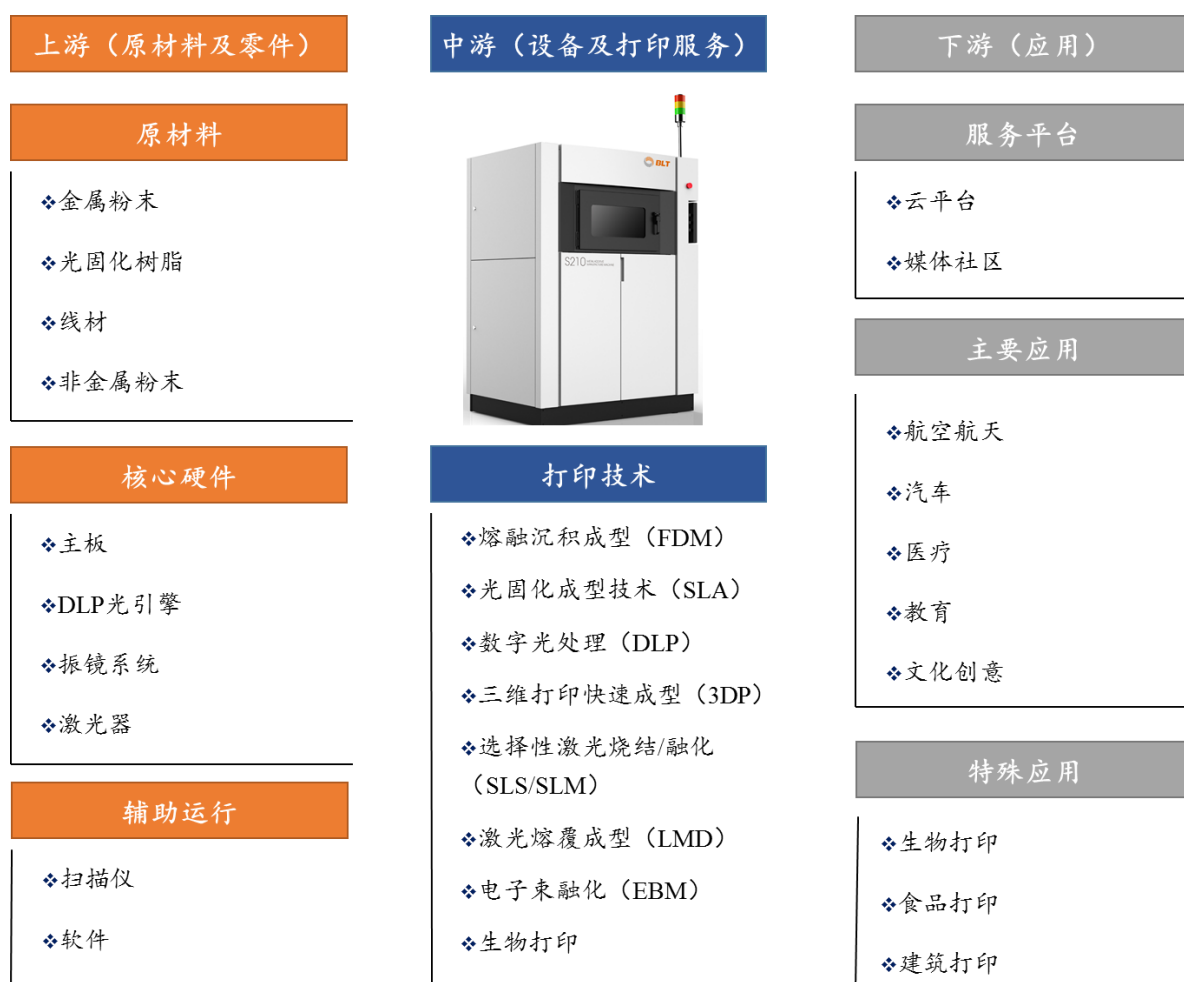 上游（原材料及零件）
原材料
❖金属粉末
❖光固化树脂
❖线材
❖非金属粉末
核心硬件
❖主板
❖DLP光引擎
❖振镜系统
❖激光器
辅助运行
❖扫描仪
❖软件
中游（设备及打印服务）
BLT
S210
打印技术
❖熔融沉积成型（FDM）
❖光固化成型技术（SLA）
❖数字光处理（DLP）
❖三维打印快速成型（3DP）
❖选择性激光烧结/融化
（SLS/SLM）
❖激光熔覆成型（LMD）
❖电子束融化（EBM）
❖生物打印
下游（应用）
服务平台
❖云平台
❖媒体社区
主要应用
❖航空航天
❖汽车
❖医疗
❖教育
❖文化创意
特殊应用
❖生物打印
❖食品打印
❖建筑打印